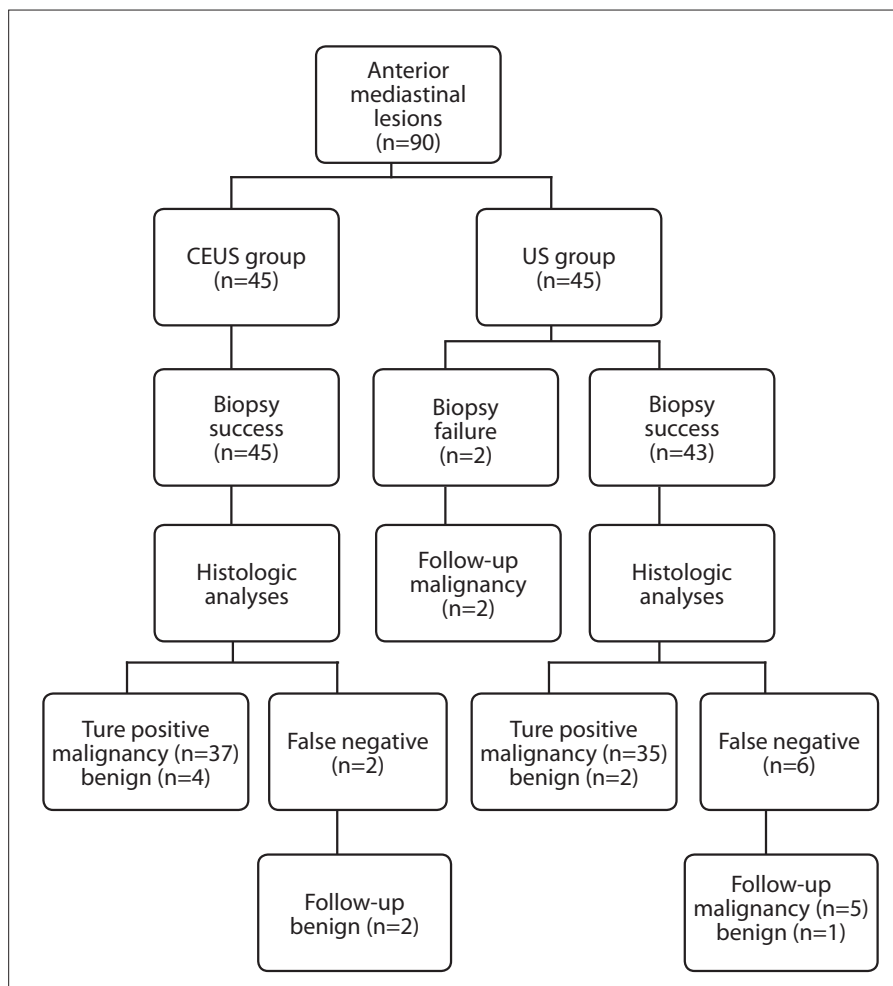 Anterior
mediastinal
lesions
(n=90)
CEUS group
(n=45)
US group
(n=45)
Biopsy
success
(n=45)
Biopsy
failure
(n=2)
Biopsy
success
(n=43)
Histologic
analyses
Follow-up
malignancy
(n=2)
Histologic
analyses
Ture positive
malignancy (n=37)
benign (n=4)
False negative
(n=2)
Ture positive
malignancy (n=35)
benign (n=2)
False negative
(n=6)
Follow-up
benign (n=2)
Follow-up
malignancy (n=5)
benign (n=1)